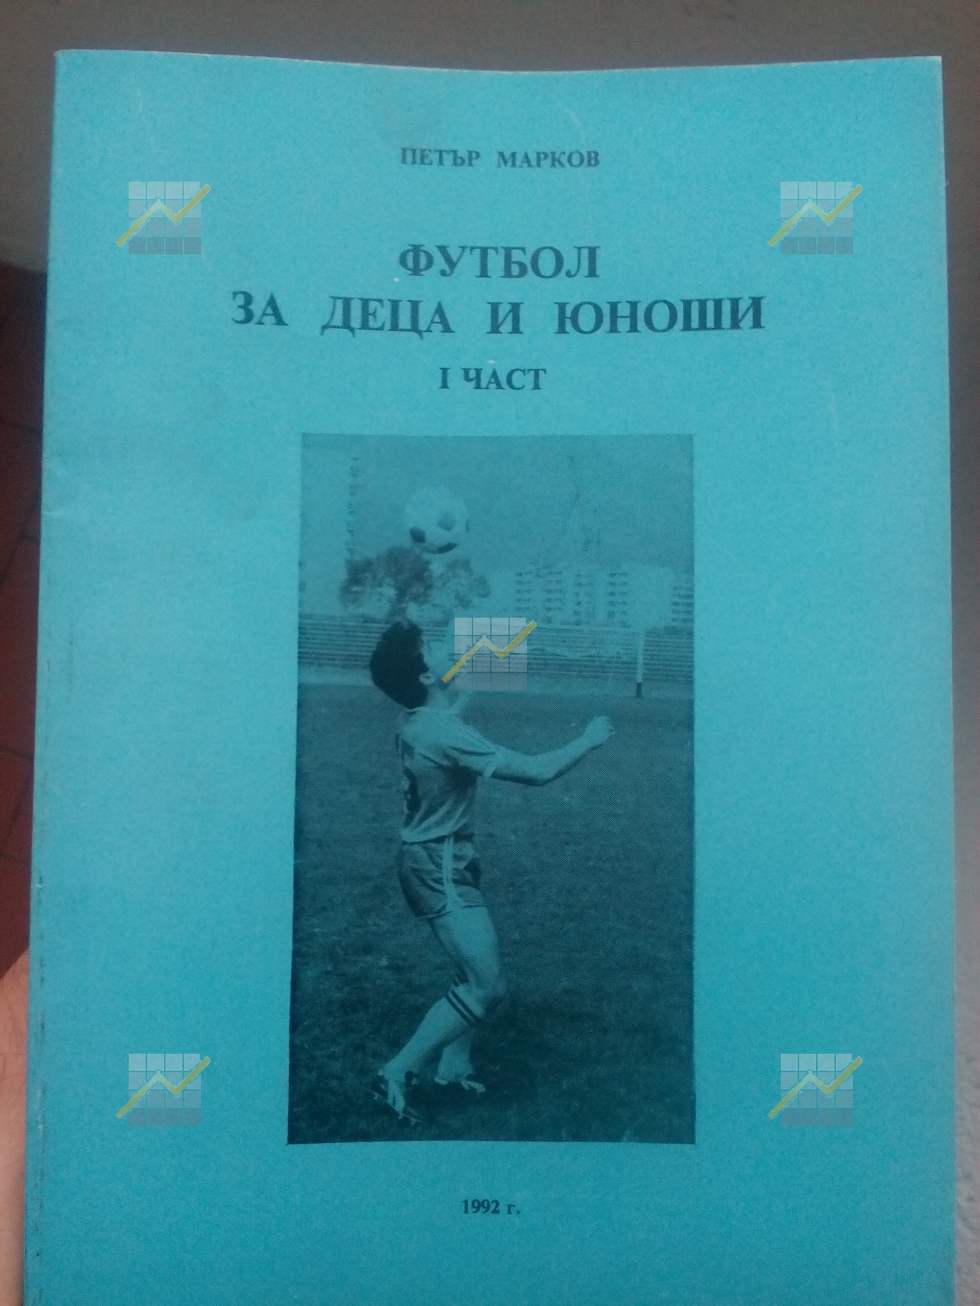 ПЕТЪР МАРКОВ
ФУТБОЛ
ЗА ДЕЦА И ЮНОШИ
I ЧАСТ
1992 г.